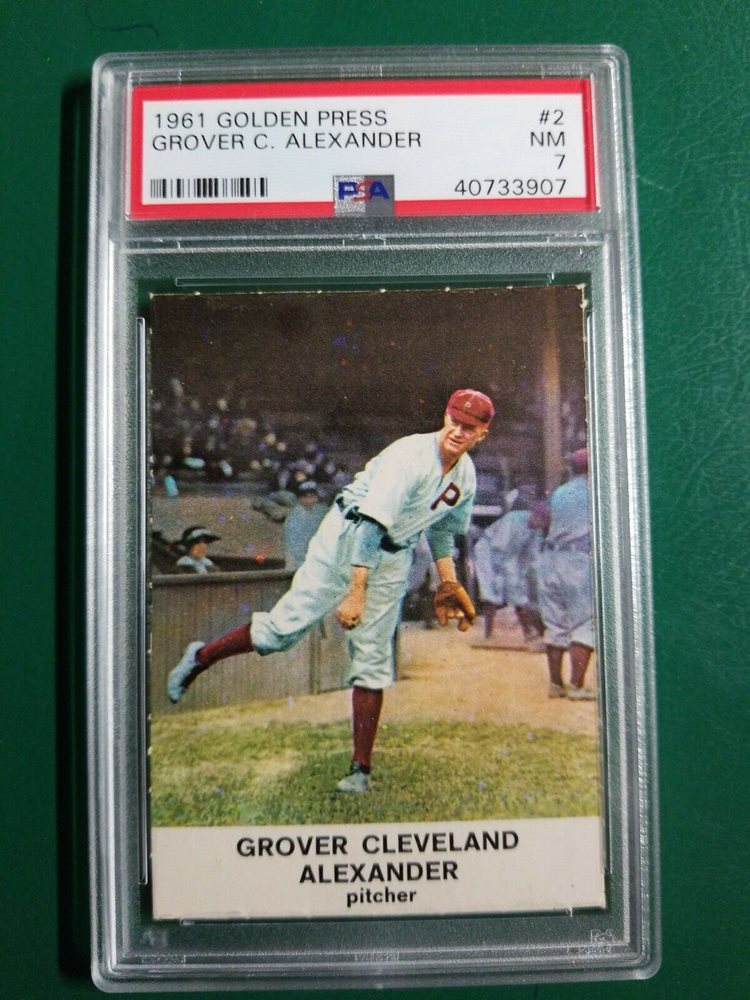 1961 GOLDEN PRESS #2
GROVER C. ALEXANDER NM
7
PSA 40733907
P
GROVER CLEVELAND
ALEXANDER
pitcher